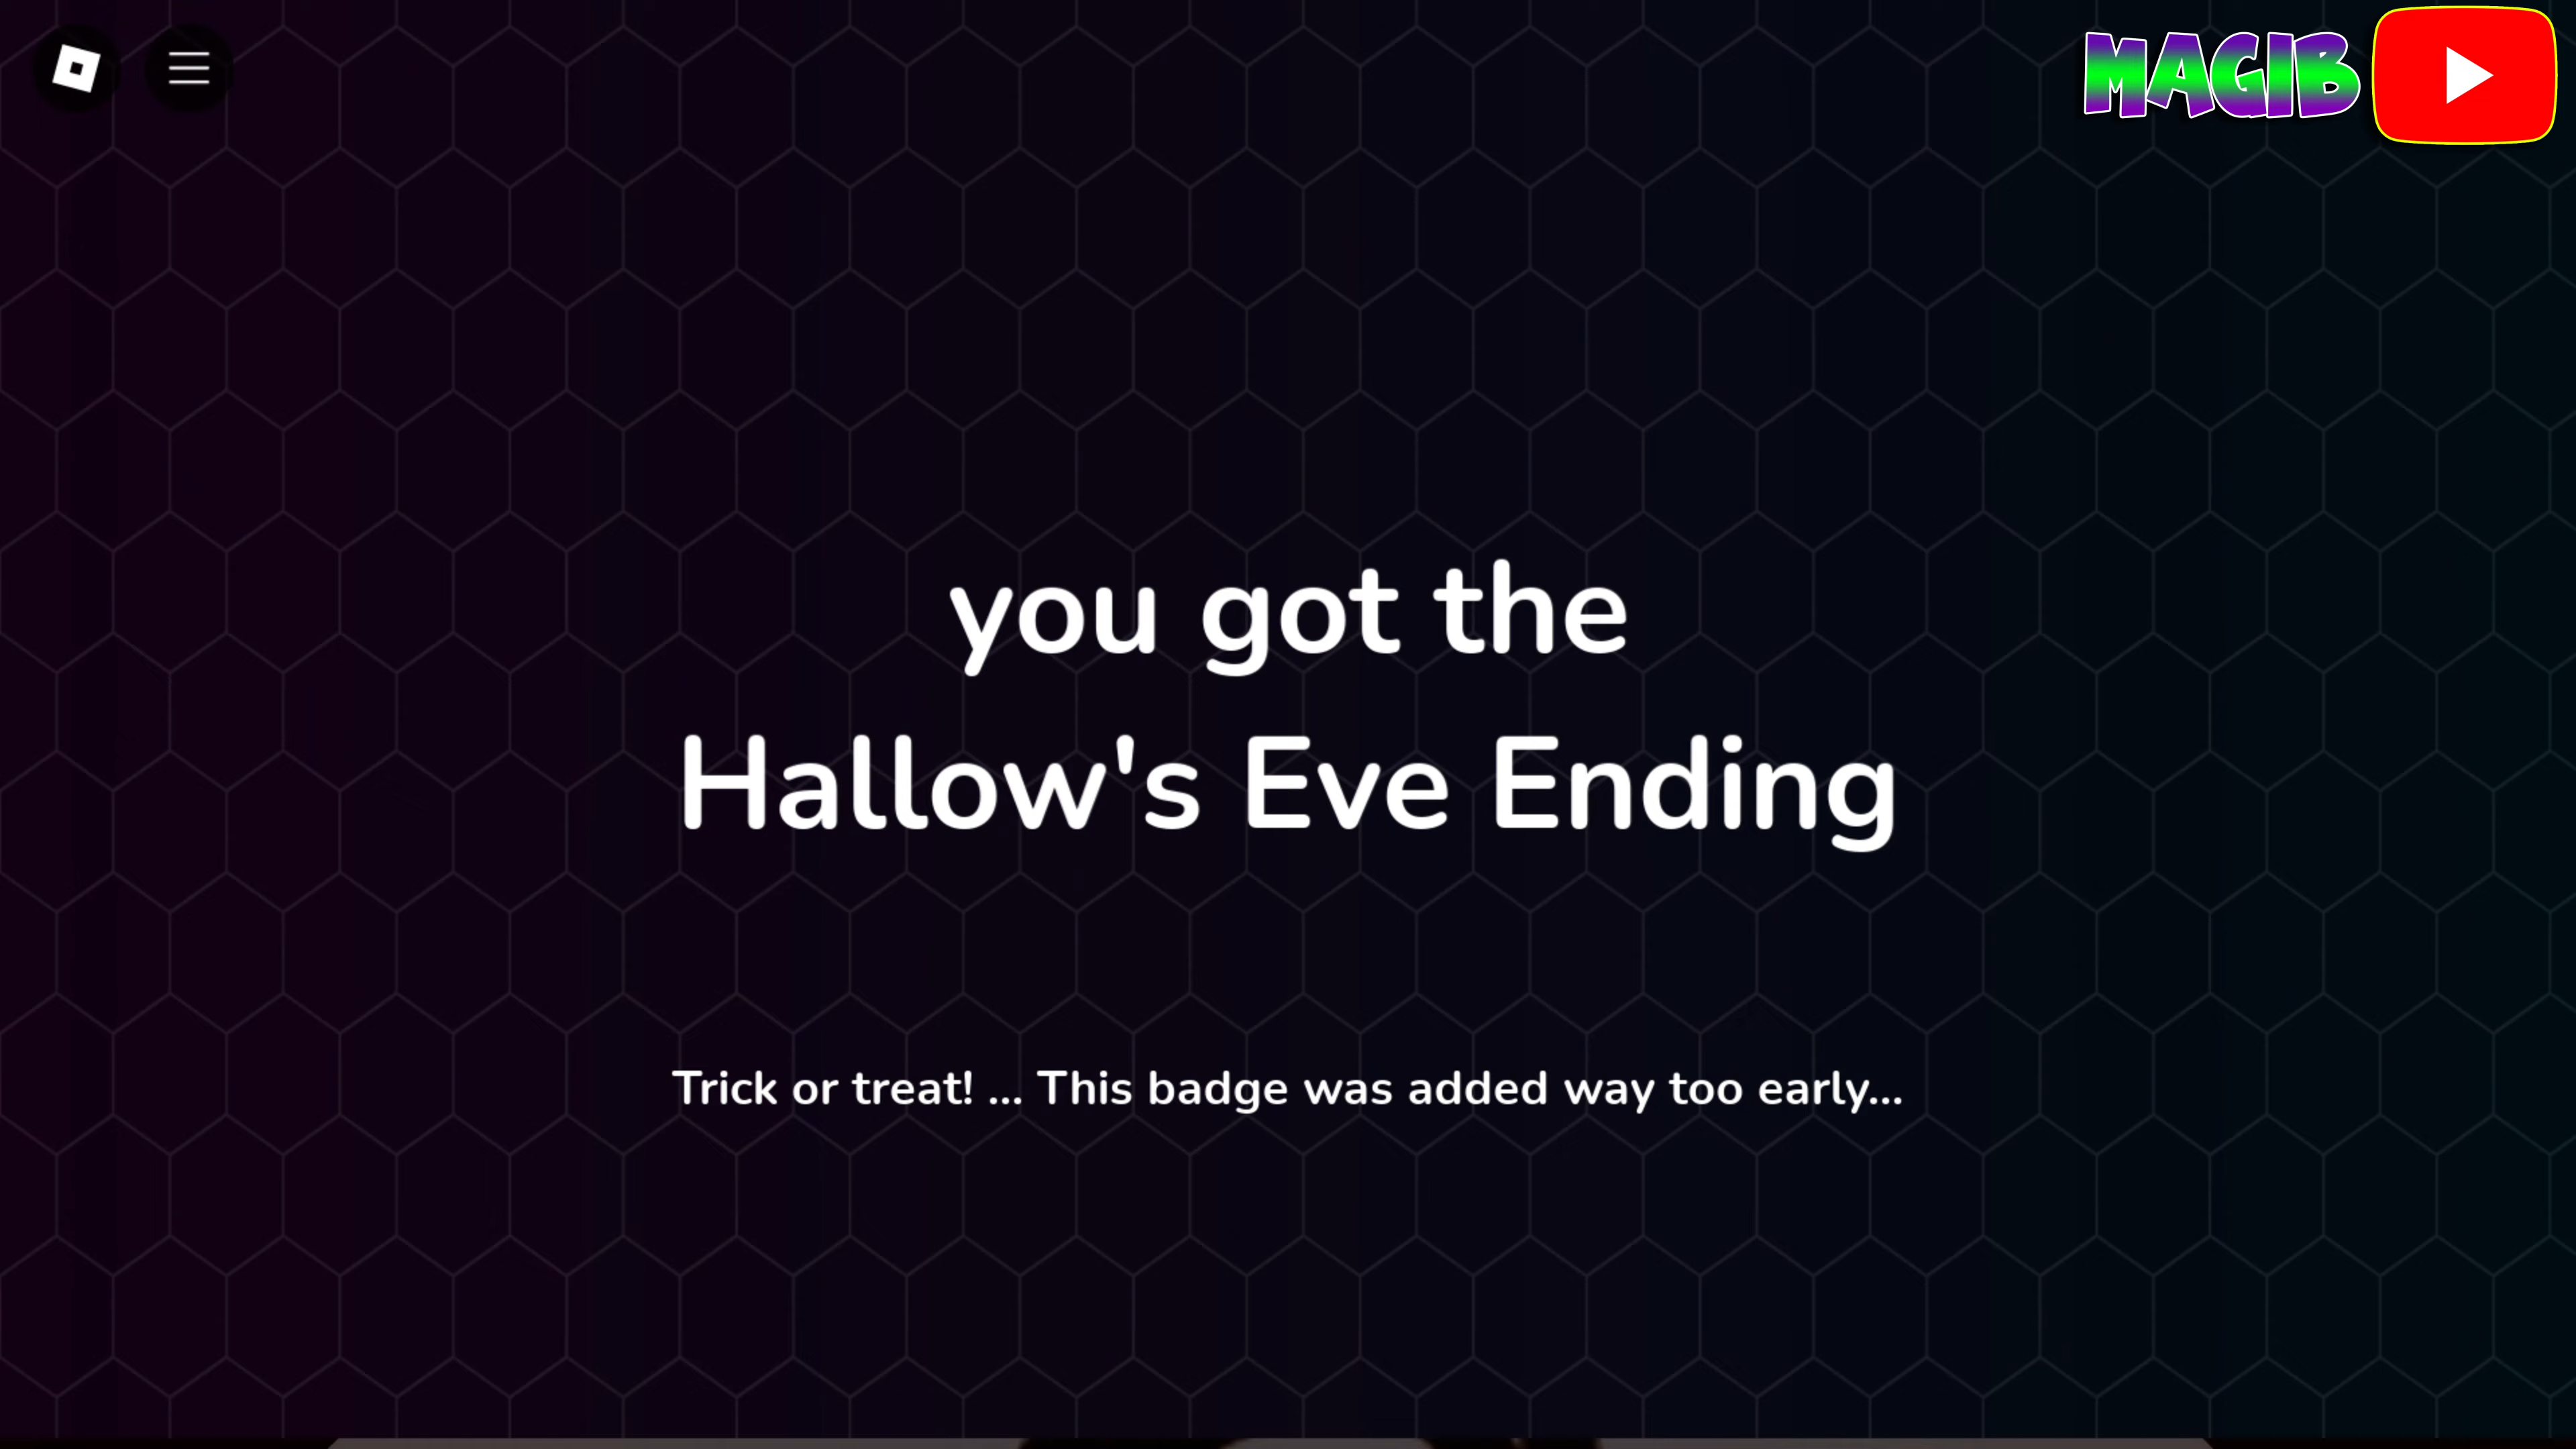 MAGIB
you got the
Hallow's Eve Ending
Trick or treat! ... This badge was added way too early...